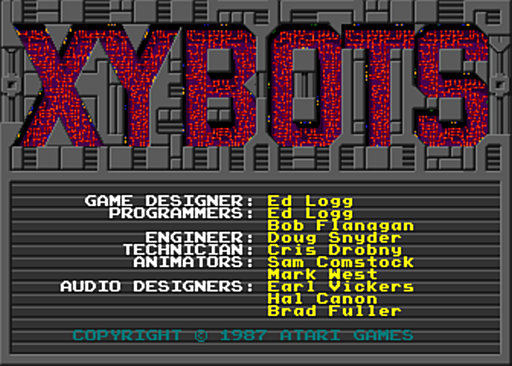 XYBOTS
GAME DESIGNER: Ed Logg
PROGRAMMERS: Ed Logg
Bob Flanagan
ENGINEER: Doug Snyder
TECHNICIAN: Cris Drobny
ANIMATORS: Sam Comstock
Mark West
AUDIO DESIGNERS: Earl Vickers
Hal Canon
Brad Fuller
COPYRIGHT © 1987 ATARI GAMES